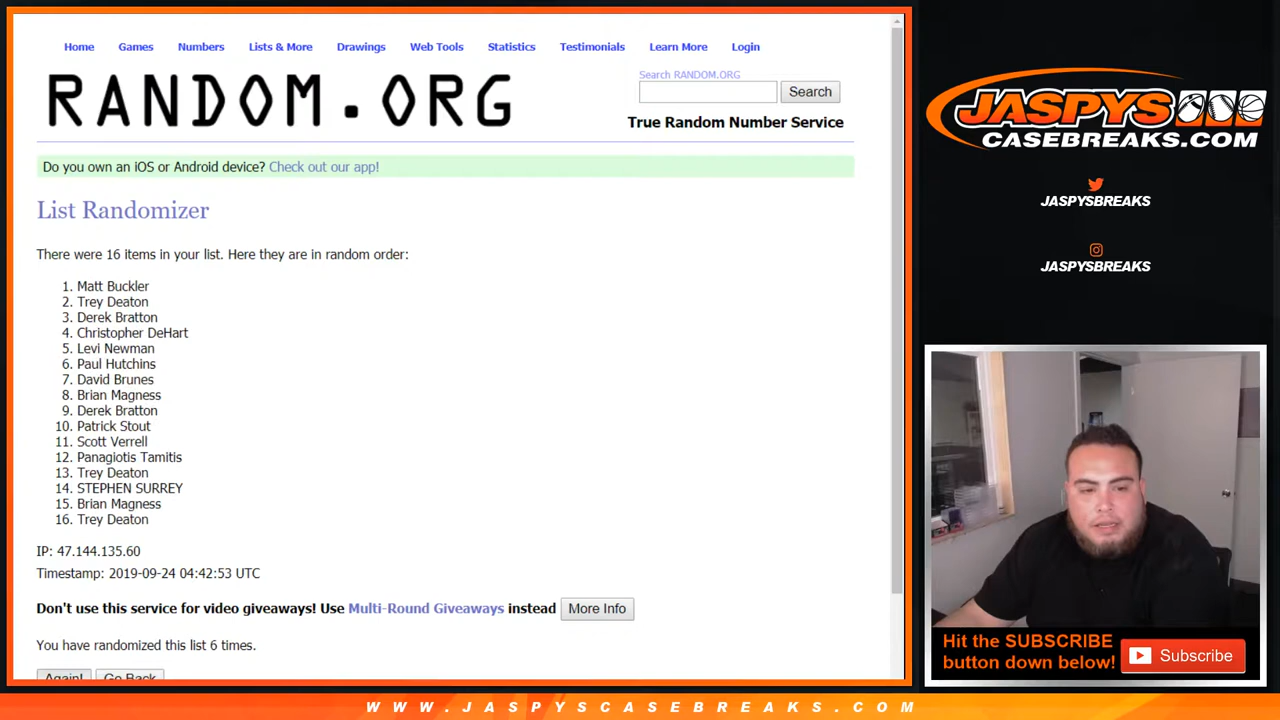 Home Games Numbers Lists & More Drawings Web Tools Statistics Testimonials Learn More Login
RANDOM.ORG
Search RANDOM.ORG
Search
True Random Number Service
Do you own an iOS or Android device? Check out our app!
List Randomizer
There were 16 items in your list. Here they are in random order:
1. Matt Buckler
2. Trey Deaton
3. Derek Bratton
4. Christopher DeHart
5. Levi Newman
6. Paul Hutchins
7. David Brunes
8. Brian Magness
9. Derek Bratton
10. Patrick Stout
11. Scott Verrell
12. Panagiotis Tamitis
13. Trey Deaton
14. STEPHEN SURREY
15. Brian Magness
16. Trey Deaton
IP: 47.144.135.60
Timestamp: 2019-09-24 04:42:53 UTC
Don't use this service for video giveaways! Use Multi-Round Giveaways instead More Info
You have randomized this list 6 times.
Again! Go Back
JASPYS
CASEBREAKS.COM
JASPYSBREAKS
JASPYSBREAKS
Hit the SUBSCRIBE
button down below!
Subscribe
WWW.JASPYSCASEBREAKS.COM